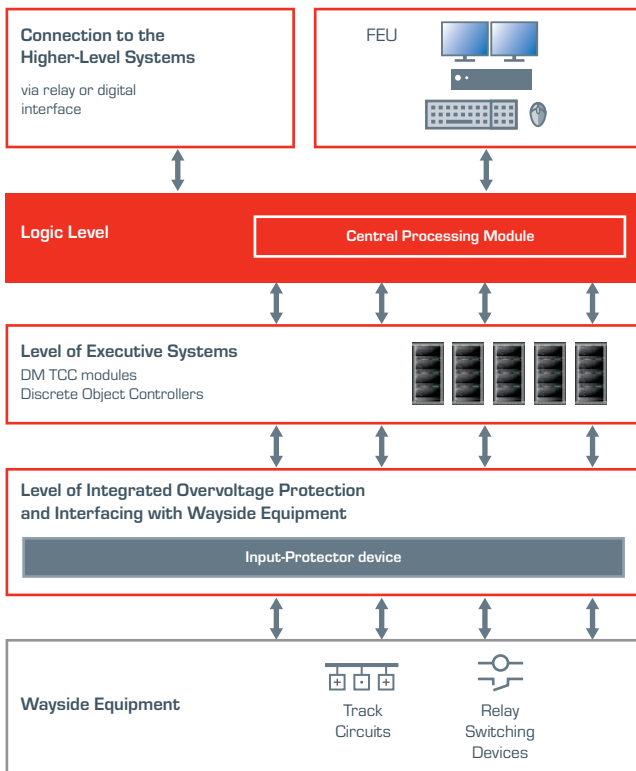 Connection to the
Higher-Level Systems
via relay or digital
interface
FEU
Logic Level
Central Processing Module
Level of Executive Systems
DM TCC modules
Discrete Object Controllers
Level of Integrated Overvoltage Protection
and Interfacing with Wayside Equipment
Input-Protector device
Wayside Equipment
Track
Circuits
Relay
Switching
Devices